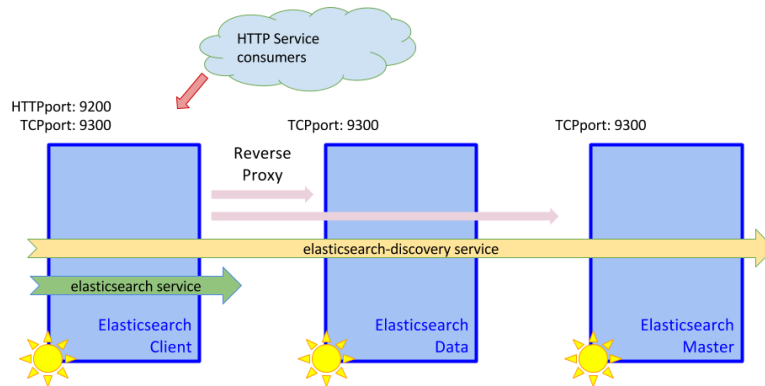 HTTP Service
consumers
HTTPport: 9200
TCPport: 9300
TCPport: 9300
TCPport: 9300
Reverse
Proxy
elasticsearch-discovery service
elasticsearch service
Elasticsearch
Client
Elasticsearch
Data
Elasticsearch
Master